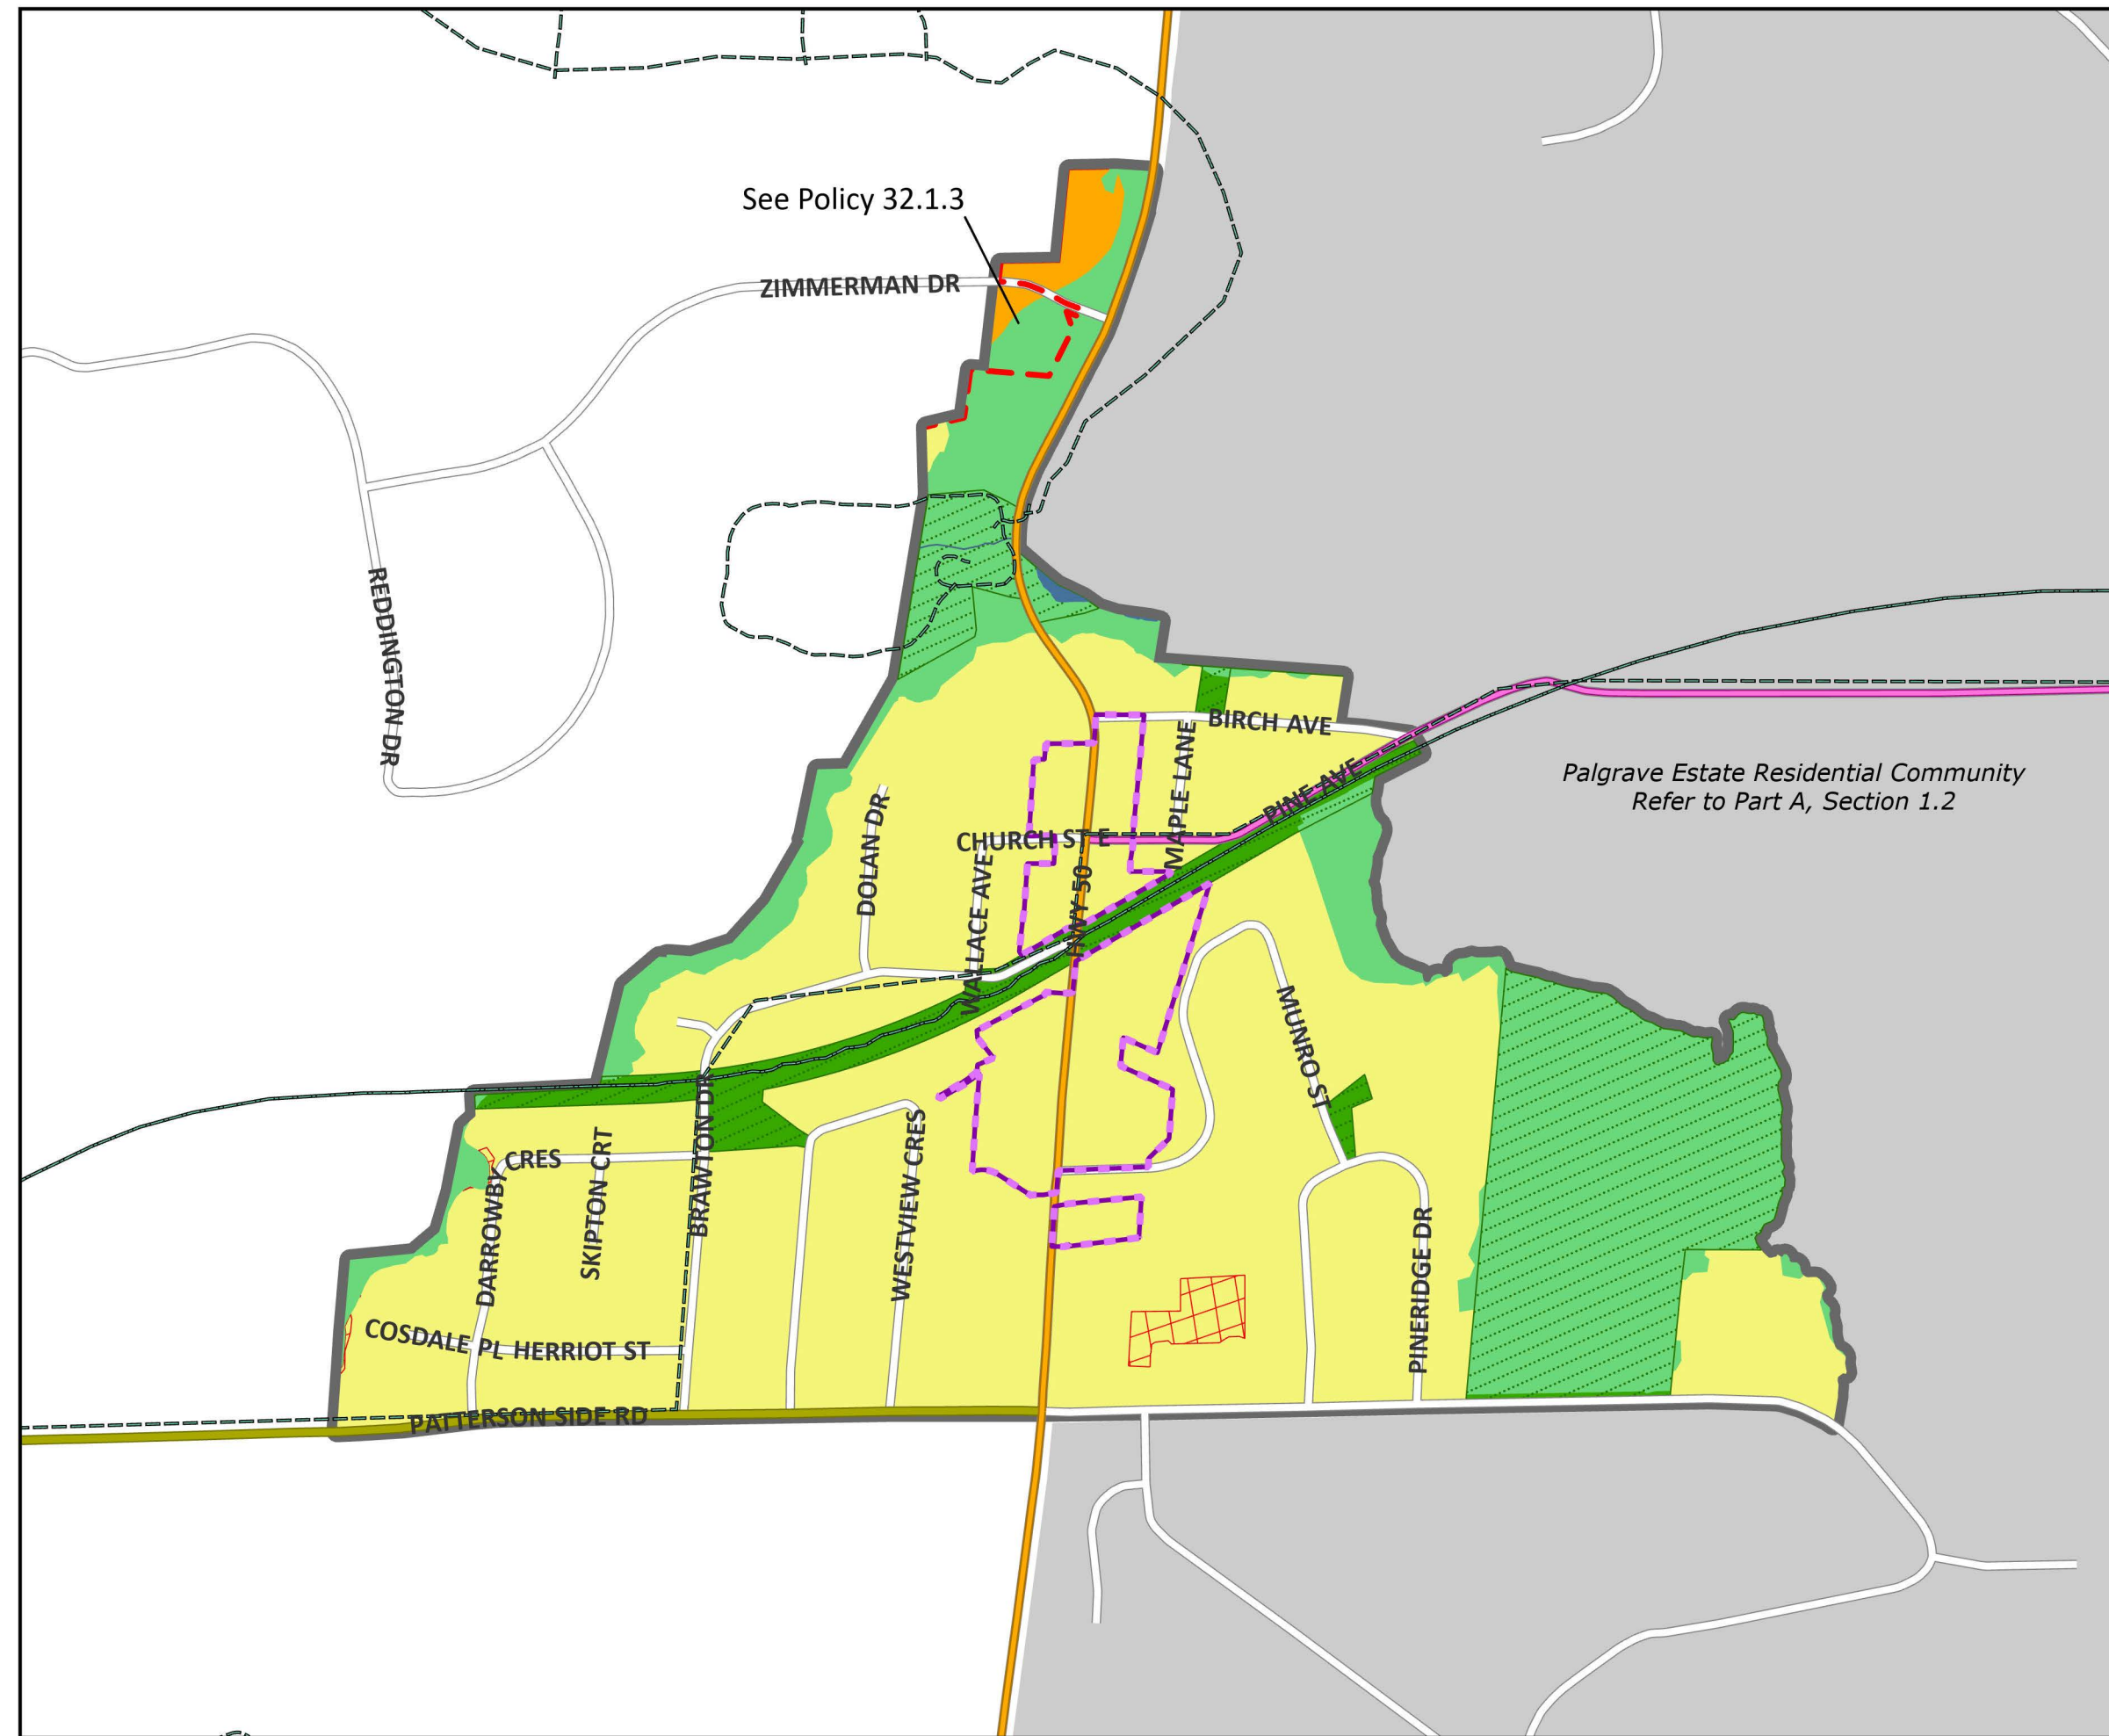 See Policy 32.1.3
ZIMMERMAN DR
REDDINGTON DR
BIRCH AVE
MAPLE LANE
PINE AVE
Palgrave Estate Residential Community
Refer to Part A, Section 1.2
DOLAN DR
CHURCH ST E
WALLACE AVE
HWY 50
MUNRO ST
BRAWTON DR
WESTVIEW CRES
CRES
DARROWBY
SKIPTON CRT
PINERIDGE DR
COSDALE PL
HERRIOT ST
PATTERSON SIDE RD